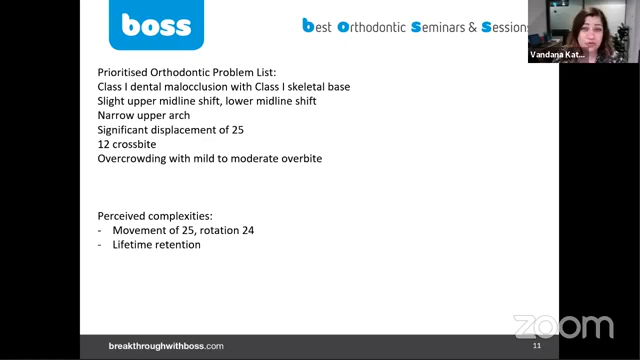 boss
Best Orthodontic Seminars & Sessions
Vandana Kat...
Prioritised Orthodontic Problem List:
Class I dental malocclusion with Class I skeletal base
Slight upper midline shift, lower midline shift
Narrow upper arch
Significant displacement of 25
12 crossbite
Overcrowding with mild to moderate overbite
Perceived complexities:
- Movement of 25, rotation 24
- Lifetime retention
breakthroughwithboss.com
11
zoom